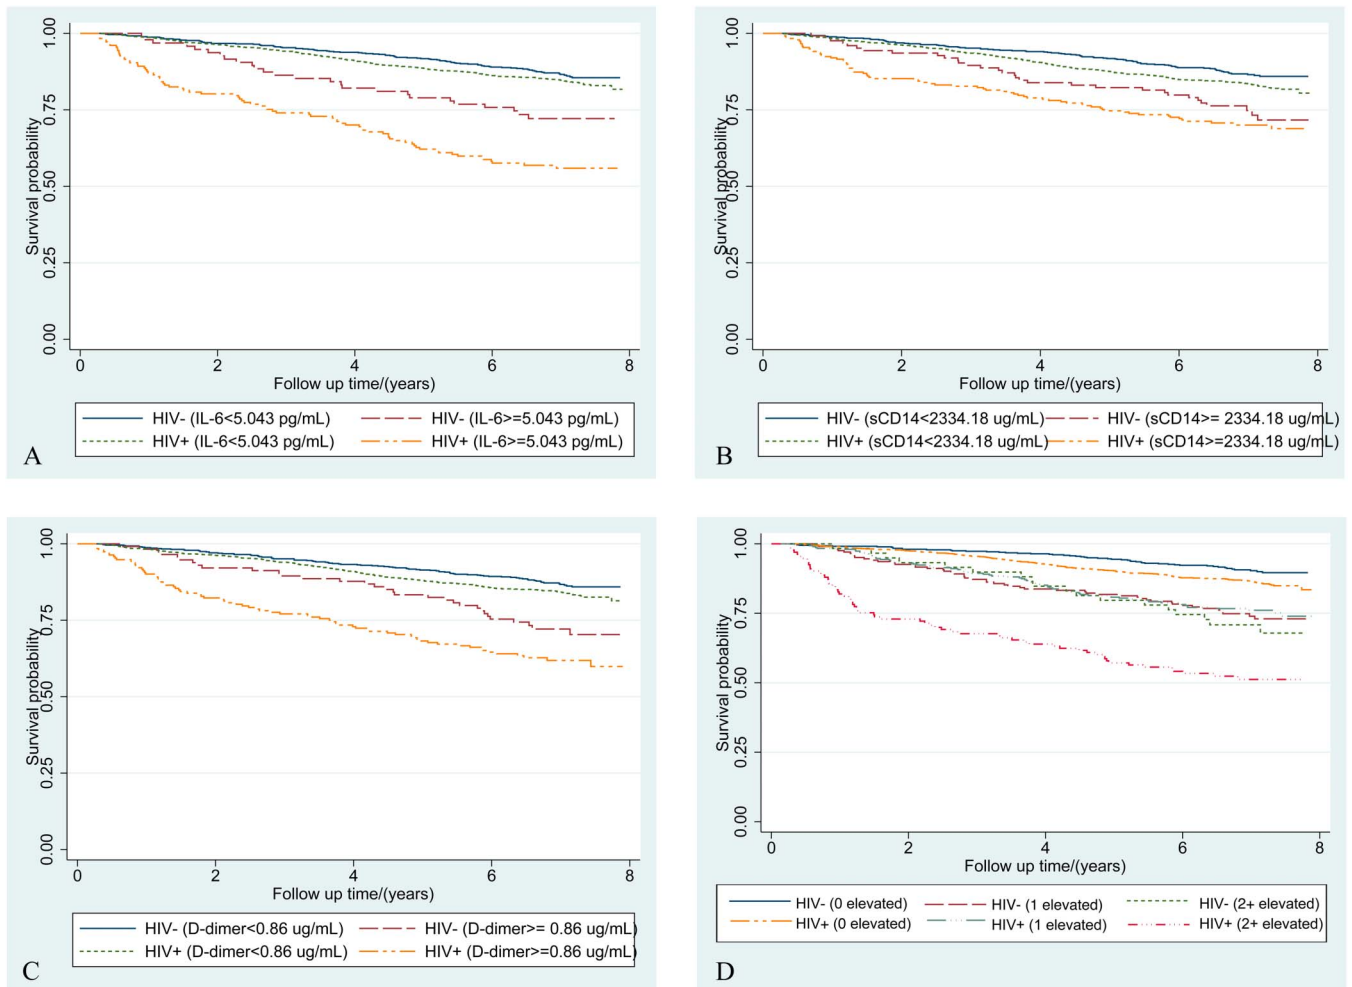 1.00
0.75
0.50
0.25
0.00
Survival probability
0 2 4 6 8
Follow up time/(years)
HIV- (IL-6<5.043 pg/mL) HIV- (IL-6>=5.043 pg/mL)
HIV+ (IL-6<5.043 pg/mL) HIV+ (IL-6>=5.043 pg/mL)
A
1.00
0.75
0.50
0.25
0.00
Survival probability
0 2 4 6 8
Follow up time/(years)
HIV- (sCD14<2334.18 ug/mL) HIV- (sCD14>= 2334.18 ug/mL)
HIV+ (sCD14<2334.18 ug/mL) HIV+ (sCD14>=2334.18 ug/mL)
B
1.00
0.75
0.50
0.25
0.00
Survival probability
0 2 4 6 8
Follow up time/(years)
HIV- (D-dimer<0.86 ug/mL) HIV- (D-dimer>= 0.86 ug/mL)
HIV+ (D-dimer<0.86 ug/mL) HIV+ (D-dimer>=0.86 ug/mL)
C
1.00
0.75
0.50
0.25
0.00
Survival probability
0 2 4 6 8
Follow up time/(years)
HIV- (0 elevated) HIV- (1 elevated) HIV- (2+ elevated)
HIV+ (0 elevated) HIV+ (1 elevated) HIV+ (2+ elevated)
D